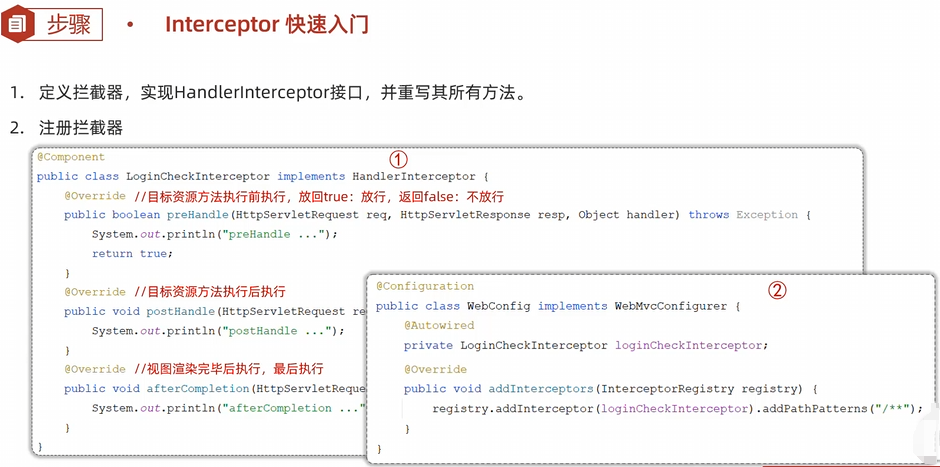 步骤
• Interceptor 快速入门
1. 定义拦截器，实现HandlerInterceptor接口，并重写其所有方法。
2. 注册拦截器
①
@Component
public class LoginCheckInterceptor implements HandlerInterceptor {
@Override //目标资源方法执行前执行，放回true：放行，返回false：不放行
public boolean preHandle(HttpServletRequest req, HttpServletResponse resp, Object handler) throws Exception {
System.out.println("preHandle ...");
return true;
}
@Override //目标资源方法执行后执行
public void postHandle(HttpServletRequest re
System.out.println("postHandle ...");
}
@Override //视图渲染完毕后执行，最后执行
public void afterCompletion(HttpServletReque
System.out.println("afterCompletion ..."
}
}
②
@Configuration
public class WebConfig implements WebMvcConfigurer {
@Autowired
private LoginCheckInterceptor loginCheckInterceptor;
@Override
public void addInterceptors(InterceptorRegistry registry) {
registry.addInterceptor(loginCheckInterceptor).addPathPatterns("/**");
}
}